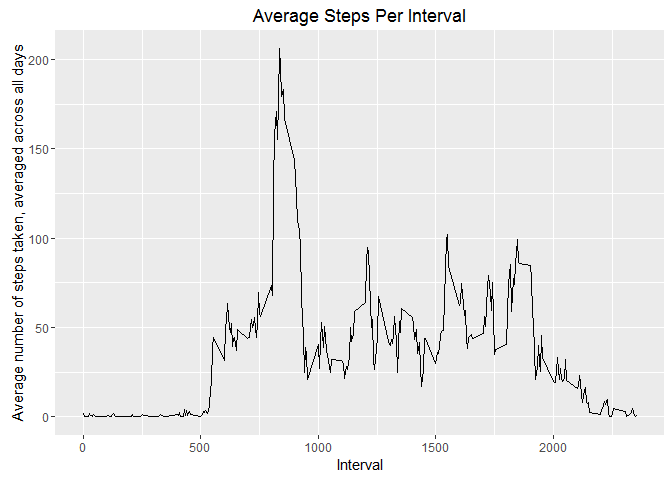 Average Steps Per Interval
Average number of steps taken, averaged across all days
200
150
100
50
0
0 500 1000 1500 2000
Interval